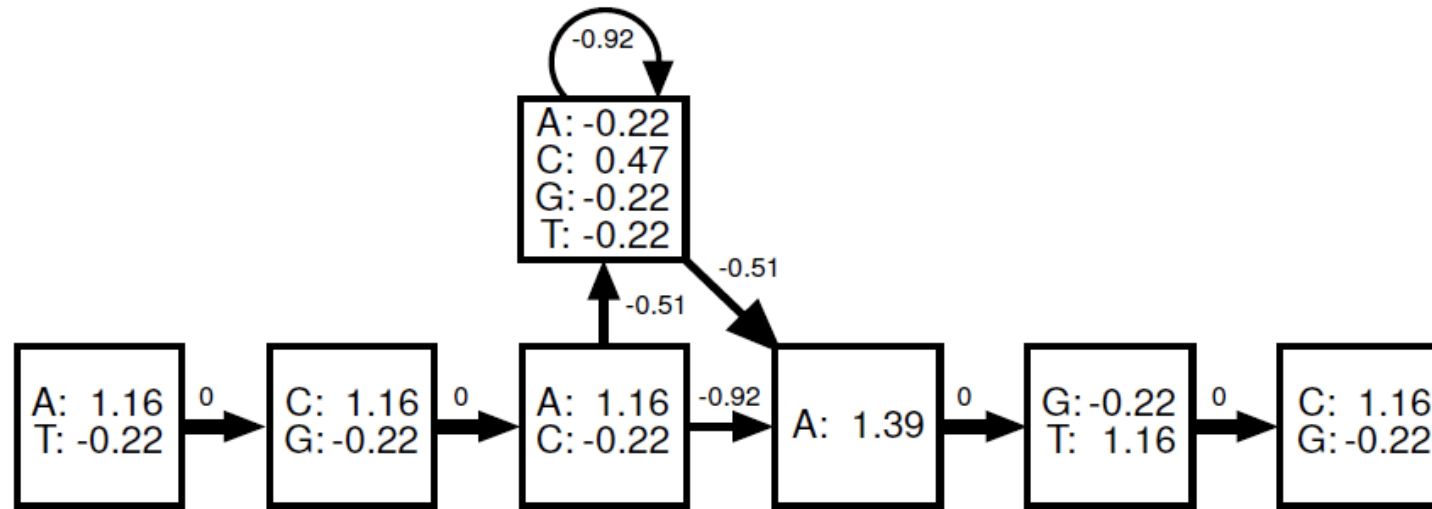 -0.92
A: -0.22
C: 0.47
G: -0.22
T: -0.22
-0.51
-0.51
A: 1.16
T: -0.22
0
C: 1.16
G: -0.22
0
A: 1.16
C: -0.22
-0.92
A: 1.39
0
G: -0.22
T: 1.16
0
C: 1.16
G: -0.22